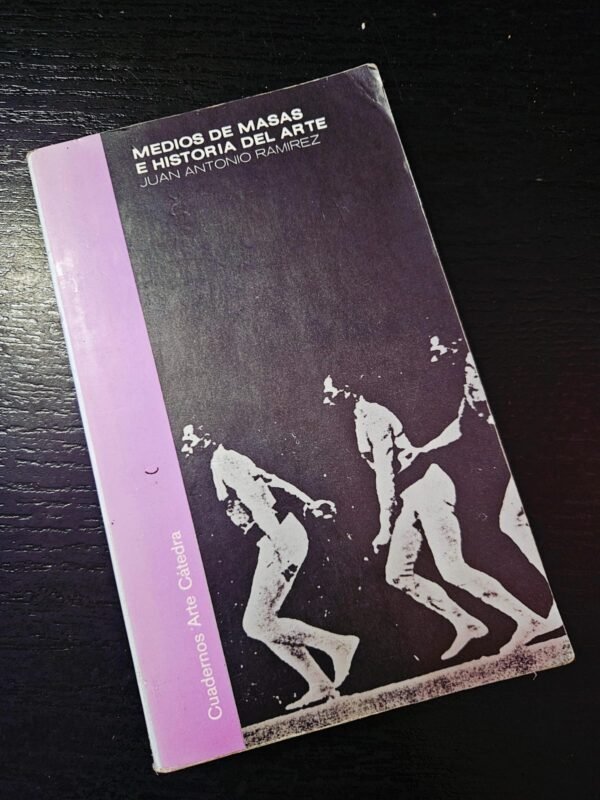 MEDIOS DE MASAS
E HISTORIA DEL ARTE
JUAN ANTONIO RAMIREZ
Cuadernos Arte Cátedra